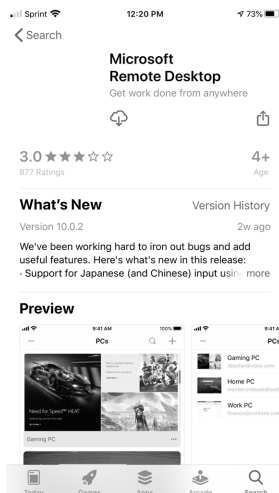 Sprint 12:20 PM 73%
Search
Microsoft
Remote Desktop
Get work done from anywhere
3.0 4+
877 Ratings Age
What's New Version History
Version 10.0.2 2w ago
We've been working hard to iron out bugs and add
useful features. Here's what's new in this release:
· Support for Japanese (and Chinese) input using more
Preview
9:41 AM 100% 9:41 A
PCs PCs
Gaming PC
Home PC
Need for Speed™ HEAT
Work PC
Gaming PC
Today Games Apps Arcade Search